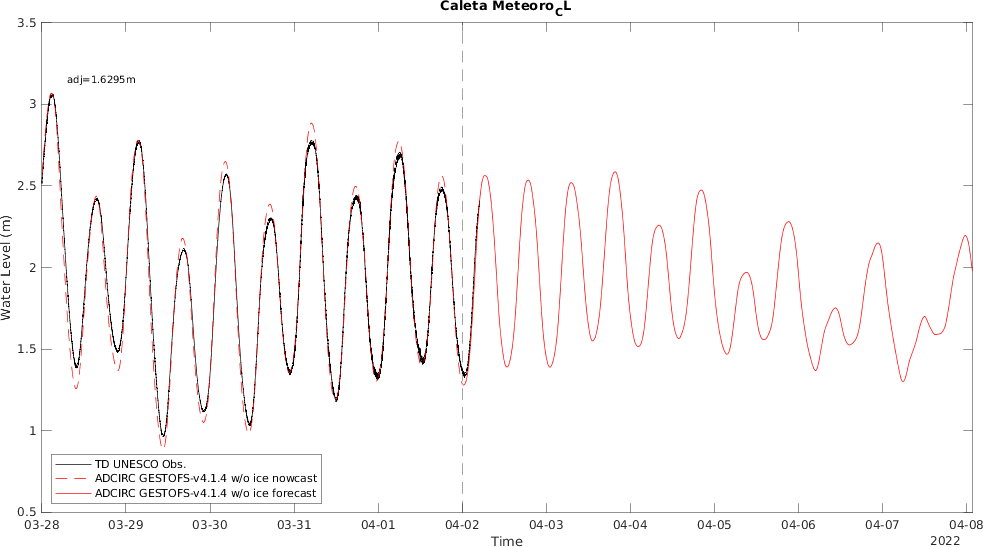 Caleta Meteoro_CL
adj=1.6295m
3.5
3
2.5
2
1.5
1
0.5
Water Level (m)
TD UNESCO Obs.
ADCIRC GESTOFS-v4.1.4 w/o ice nowcast
ADCIRC GESTOFS-v4.1.4 w/o ice forecast
03-28 03-29 03-30 03-31 04-01 04-02 04-03 04-04 04-05 04-06 04-07 04-08
Time
2022